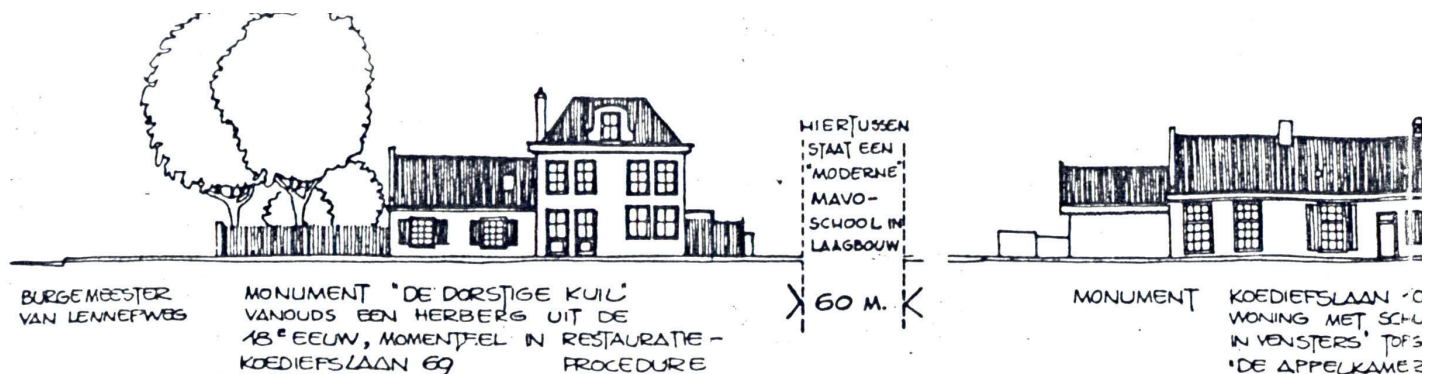 HIERTUSSEN
STAAT EEN
"MODERNE"
MAVO-
SCHOOL IN
LAAGBOUW
BURGEMEESTER
VAN LENNEPWEG
MONUMENT "DE DORSTIGE KUIL"
VANOUDS EEN HERBERG UIT DE
18e EEUW, MOMENTEEL IN RESTAURATIE-
KOEDIEFSLAAN 69 PROCEDURE
60 M.
MONUMENT KOEDIEFSLAAN
WONING MET
IN VENSTERS
"DE APPELKAMER